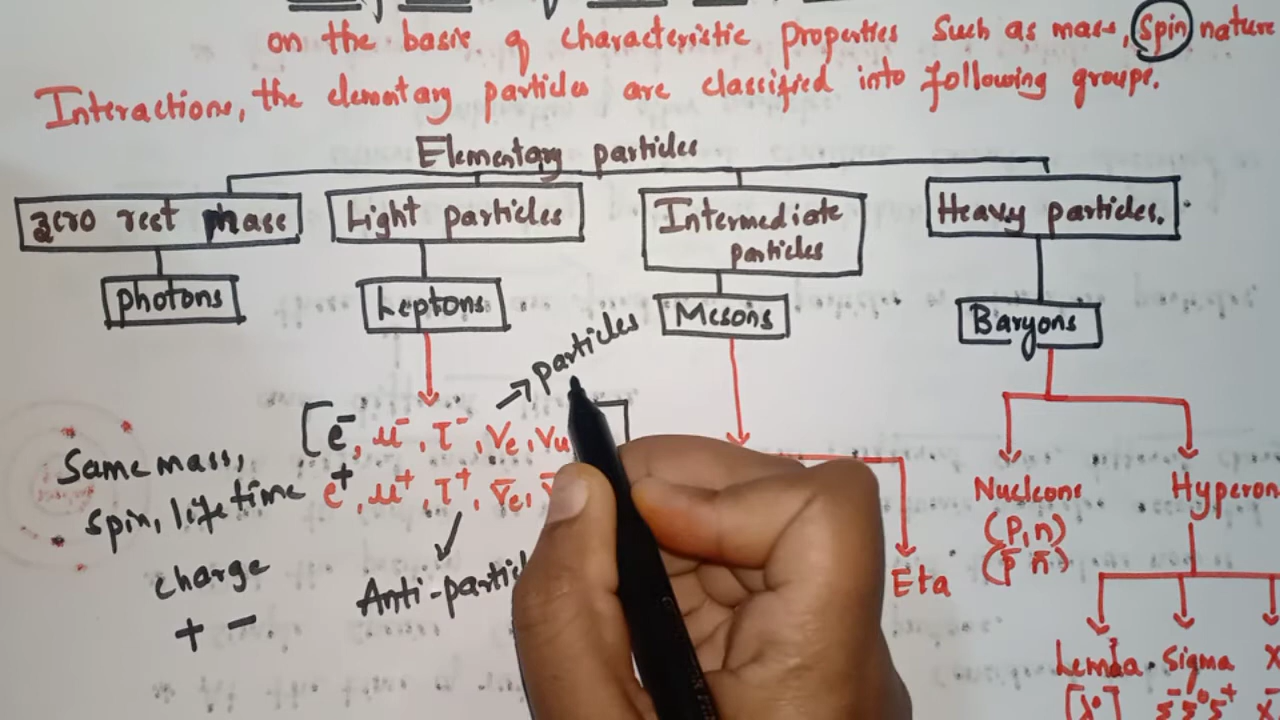 on the basis of characteristic properties such as mass, spin nature
Interactions, the elementary particles are classified into following groups.
Elementary particles
zero rest phase
Light particles
Intermediate particles
Heavy particles.
photons
Leptons
Mesons
Baryons
→ particles
[e⁻, μ⁻, τ⁻, νe, νμ
e⁺, μ⁺, τ⁺, ν̅e,
Same mass,
spin, life time
charge
+ −
Anti-partic
Eta
Nucleons
(p, n)
(p̅ n̅)
Hyperon
Lemda
Sigma